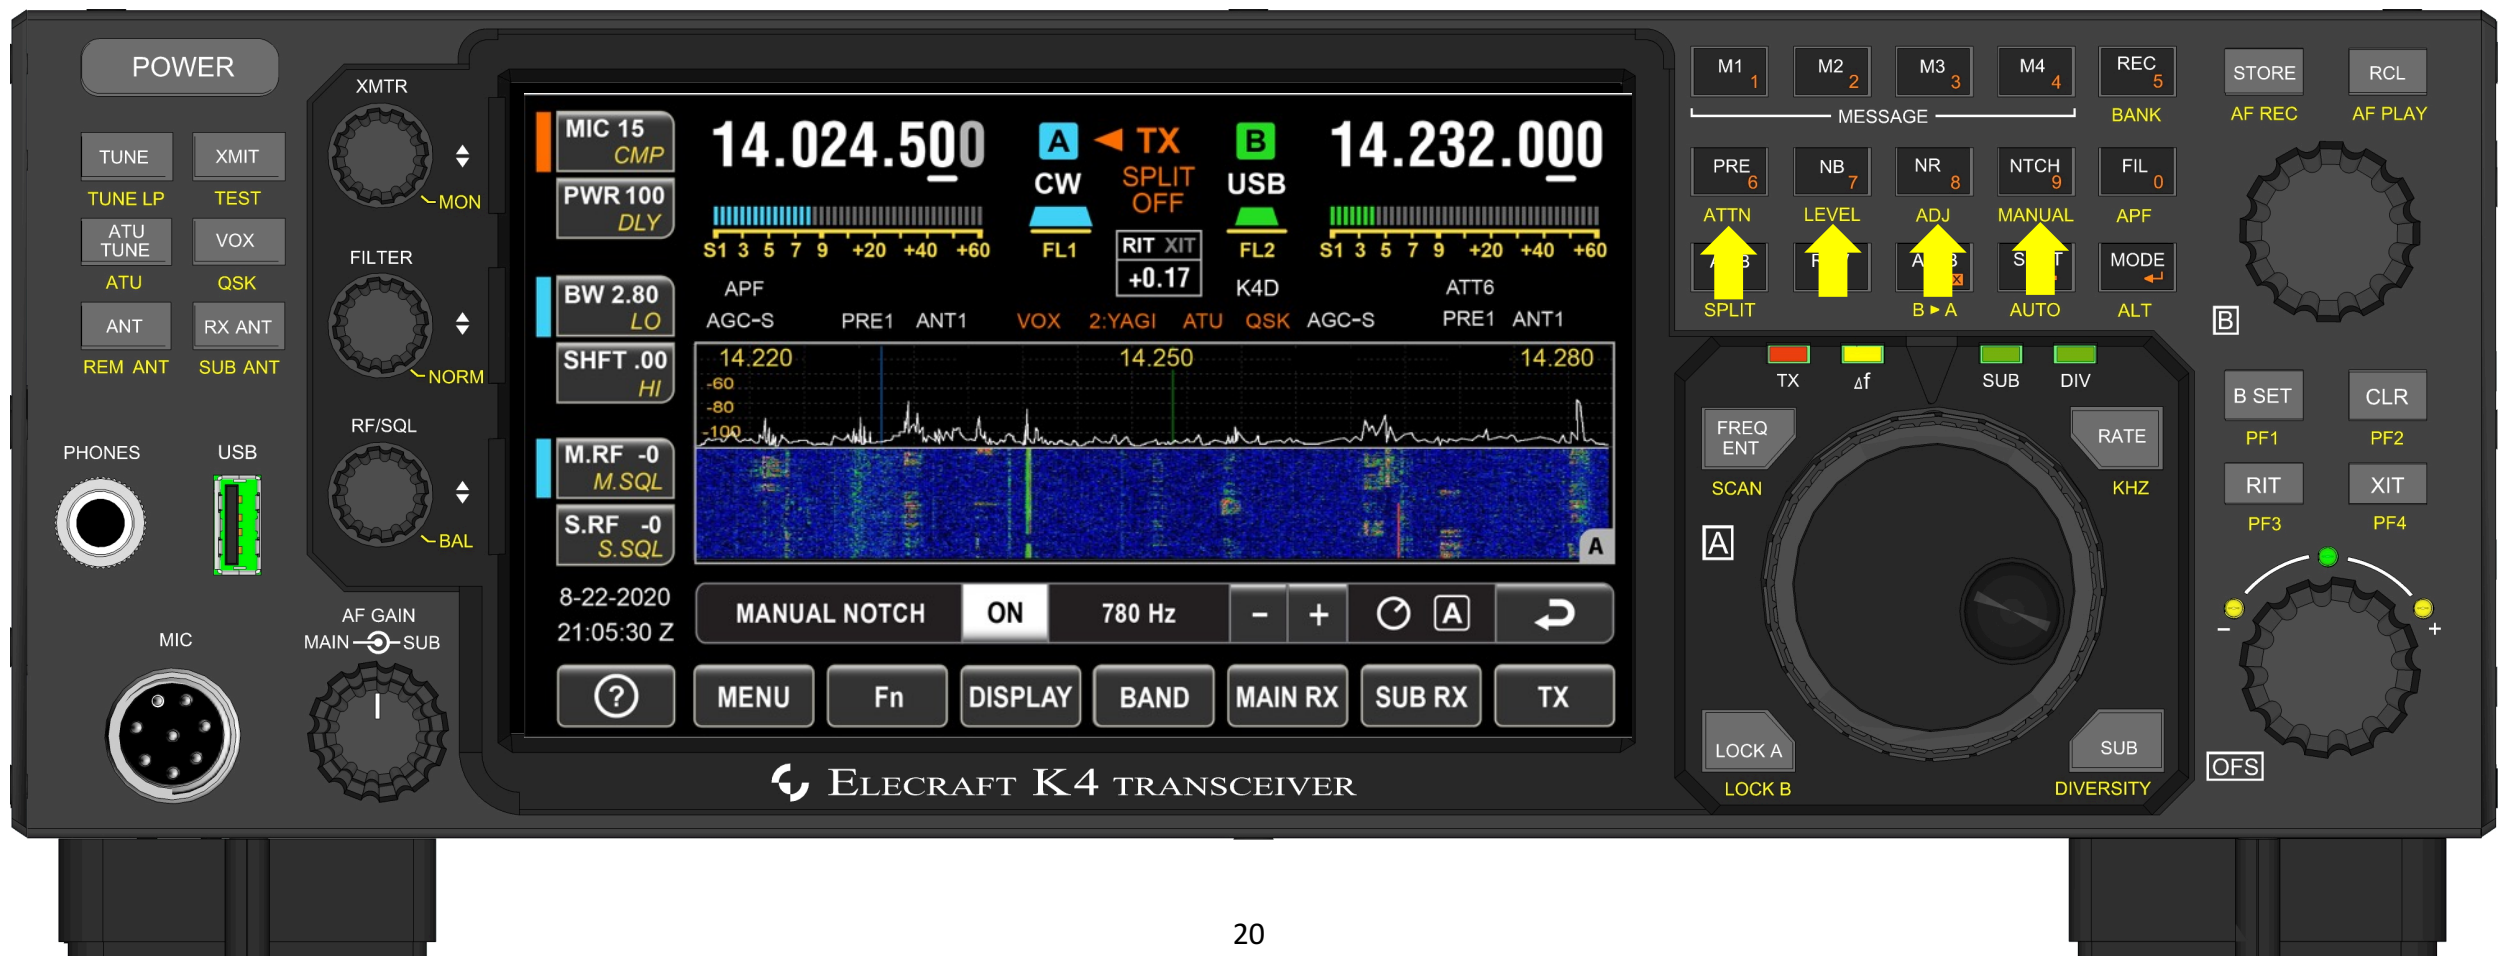 POWER
TUNE
XMIT
TUNE LP
TEST
ATU
TUNE
VOX
ATU
QSK
ANT
RX ANT
REM ANT
SUB ANT
PHONES
USB
MIC
XMTR
MON
FILTER
NORM
RF/SQL
BAL
AF GAIN
MAIN
SUB
MIC 15
CMP
PWR 100
DLY
BW 2.80
LO
SHFT .00
HI
M.RF -0
M.SQL
S.RF -0
S.SQL
8-22-2020
21:05:30 Z
14.024.500
A
TX
B
14.232.000
CW
SPLIT
OFF
USB
S1 3 5 7 9 +20 +40 +60
FL1
RIT XIT
+0.17
FL2
S1 3 5 7 9 +20 +40 +60
APF
K4D
ATT6
AGC-S
PRE1
ANT1
VOX
2:YAGI
ATU
QSK
AGC-S
PRE1
ANT1
14.220
14.250
14.280
-60
-80
-100
A
MANUAL NOTCH
ON
780 Hz
-
+
A
?
MENU
Fn
DISPLAY
BAND
MAIN RX
SUB RX
TX
ELECRAFT K4 TRANSCEIVER
M1 1
M2 2
M3 3
M4 4
REC 5
MESSAGE
BANK
PRE 6
NB 7
NR 8
NTCH 9
FIL 0
ATTN
LEVEL
ADJ
MANUAL
APF
MODE
SPLIT
B ▸ A
AUTO
ALT
STORE
RCL
AF REC
AF PLAY
B
TX
Δf
SUB
DIV
FREQ
ENT
RATE
SCAN
KHZ
A
LOCK A
SUB
LOCK B
DIVERSITY
B SET
CLR
PF1
PF2
RIT
XIT
PF3
PF4
-
+
OFS
20